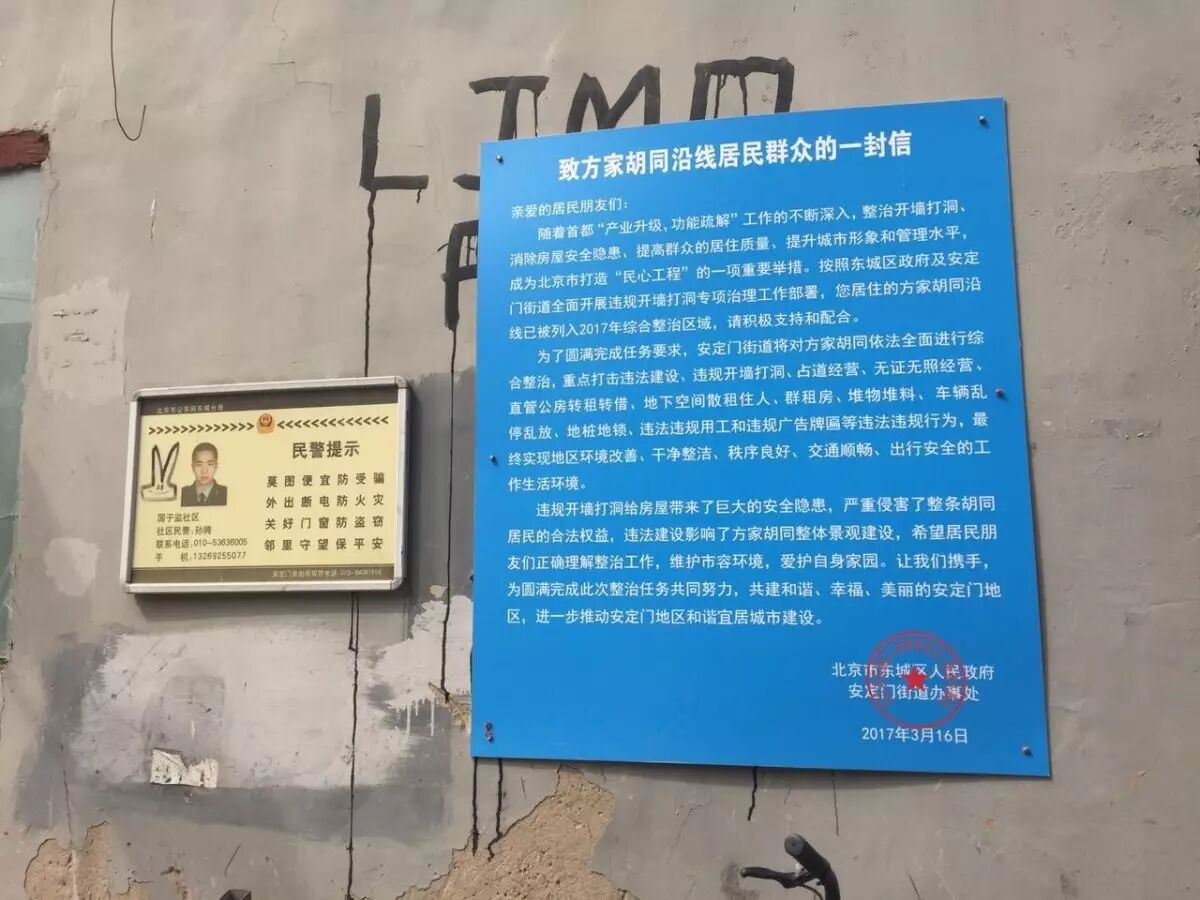 LJMN
致方家胡同沿线居民群众的一封信
亲爱的居民朋友们：
随着首都“产业升级，功能疏解”工作的不断深入，整治开墙打洞、
消除房屋安全隐患、提高群众的居住质量、提升城市形象和管理水平，
成为北京市打造“民心工程”的一项重要举措。按照东城区政府及安定
门街道全面开展违规开墙打洞专项治理工作部署，您居住的方家胡同沿
线已被列入2017年综合整治区域，请积极支持和配合。
为了圆满完成任务要求，安定门街道将对方家胡同依法全面进行综
合整治，重点打击违法建设、违规开墙打洞、占道经营、无证无照经营、
直管公房转租转借、地下空间散租住人、群租房、堆物堆料、车辆乱
停乱放、地桩地锁、违法违规用工和违规广告牌匾等违法违规行为，最
终实现地区环境改善、干净整洁、秩序良好、交通顺畅、出行安全的工
作生活环境。
违规开墙打洞给房屋带来了巨大的安全隐患，严重侵害了整条胡同
居民的合法权益，违法建设影响了方家胡同整体景观建设，希望居民朋
友们正确理解整治工作，维护市容环境，爱护自身家园。让我们携手，
为圆满完成此次整治任务共同努力，共建和谐、幸福、美丽的安定门地
区，进一步推动安定门地区和谐宜居城市建设。
北京市东城区人民政府
安定门街道办事处
2017年3月16日
北京市公安局东城分局
民警提示
莫图便宜防受骗
外出断电防火灾
关好门窗防盗窃
邻里守望保平安
国子监社区
社区民警：孙骋
联系电话：010-53636005
手 机：13269255077